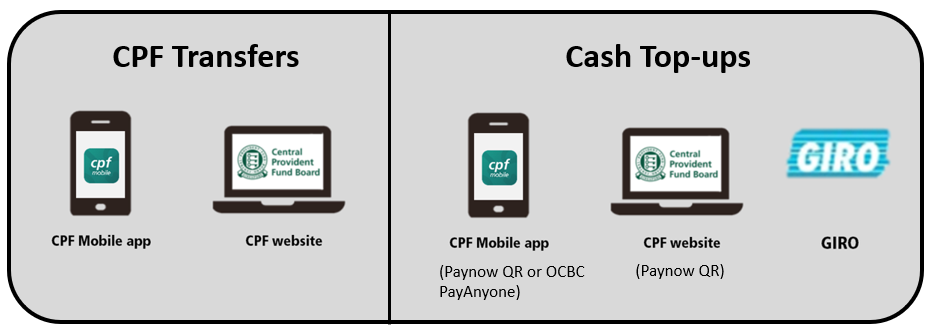 CPF Transfers
cpf
mobile
CPF Mobile app
Central
Provident
Fund Board
CPF website
Cash Top-ups
cpf
mobile
CPF Mobile app
(Paynow QR or OCBC
PayAnyone)
Central
Provident
Fund Board
CPF website
(Paynow QR)
GIRO
GIRO